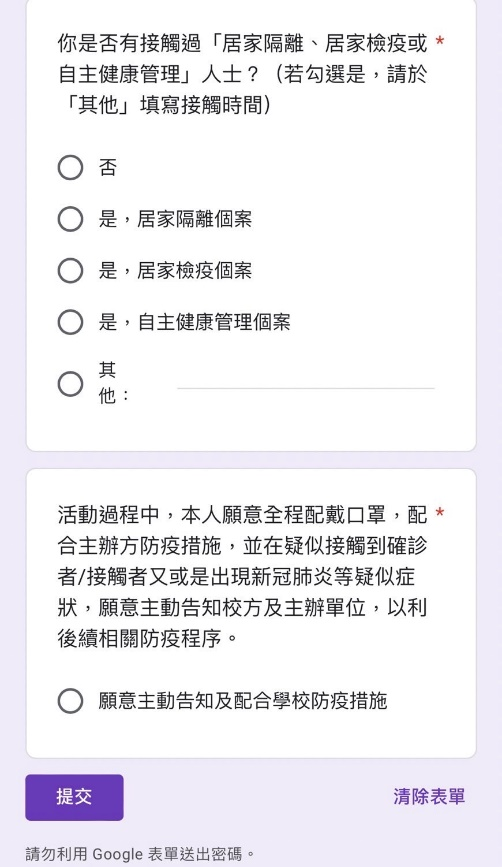 你是否有接觸過「居家隔離、居家檢疫或 *
自主健康管理」人士？（若勾選是，請於
「其他」填寫接觸時間）
否
是，居家隔離個案
是，居家檢疫個案
是，自主健康管理個案
其
他：
活動過程中，本人願意全程配戴口罩，配 *
合主辦方防疫措施，並在疑似接觸到確診
者/接觸者又或是出現新冠肺炎等疑似症
狀，願意主動告知校方及主辦單位，以利
後續相關防疫程序。
願意主動告知及配合學校防疫措施
提交
清除表單
請勿利用 Google 表單送出密碼。